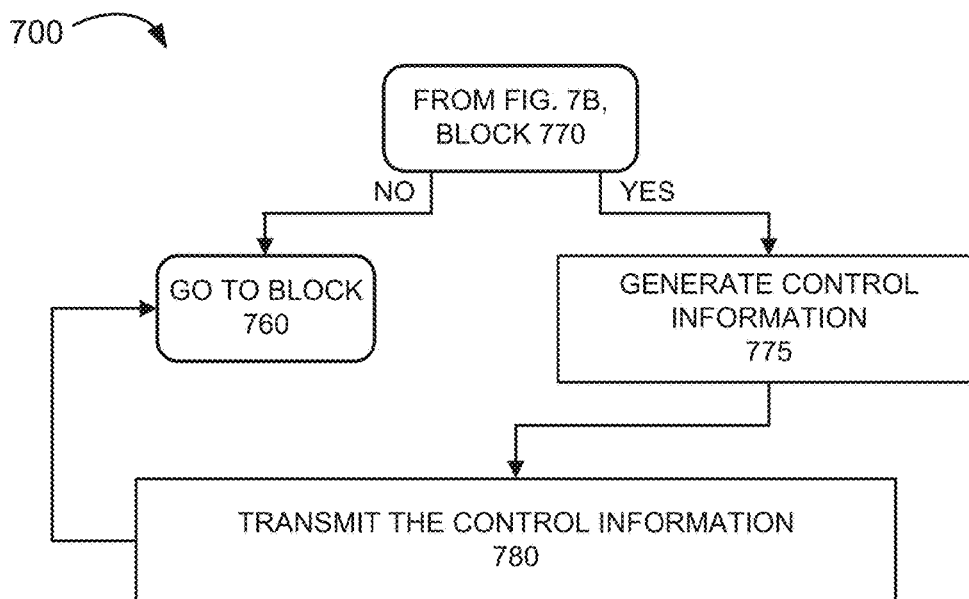 700
FROM FIG. 7B,
BLOCK 770
NO
YES
GO TO BLOCK
760
GENERATE CONTROL
INFORMATION
775
TRANSMIT THE CONTROL INFORMATION
780